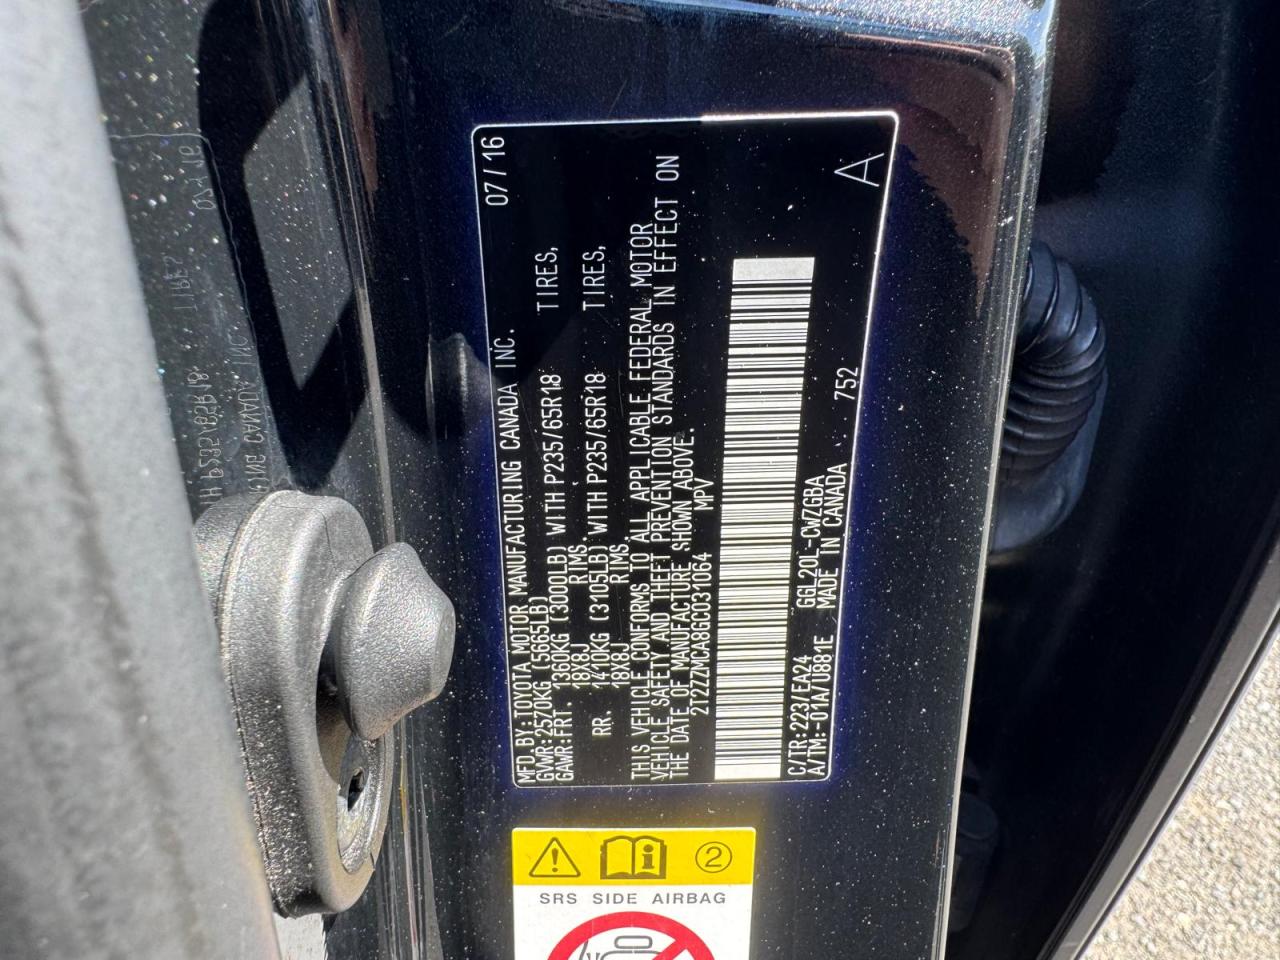 MFD BY:TOYOTA MOTOR MANUFACTURING CANADA INC. 07/16
GVWR:2570KG (5665LB)
GAWR:FRT. 1360KG (3000LB) WITH P235/65R18 TIRES,
18X8J RIMS.
RR. 1410KG (3105LB) WITH P235/65R18 TIRES,
18X8J RIMS.
THIS VEHICLE CONFORMS TO ALL APPLICABLE FEDERAL MOTOR
VEHICLE SAFETY AND THEFT PREVENTION STANDARDS IN EFFECT ON
THE DATE OF MANUFACTURE SHOWN ABOVE.
2T2ZZMCA8GC031064 MPV
A
C/TR:223/EA24 GGL20L-CWZGBA 752
A/TM:-01A/U881E MADE IN CANADA
2
SRS SIDE AIRBAG